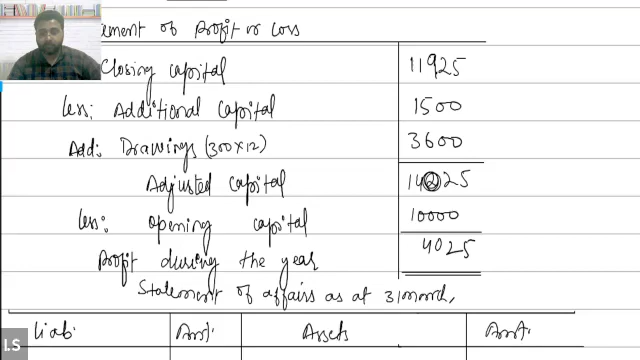 ement of Profit or Loss
Closing Capital 11925
Less: Additional Capital 1500
Add: Drawings (300×12) 3600
Adjusted Capital 14025
Less: opening capital 10000
Profit during the year 4025
Statement of affairs as at 31 march,
Liab Amt: Assets Amt:
I.S